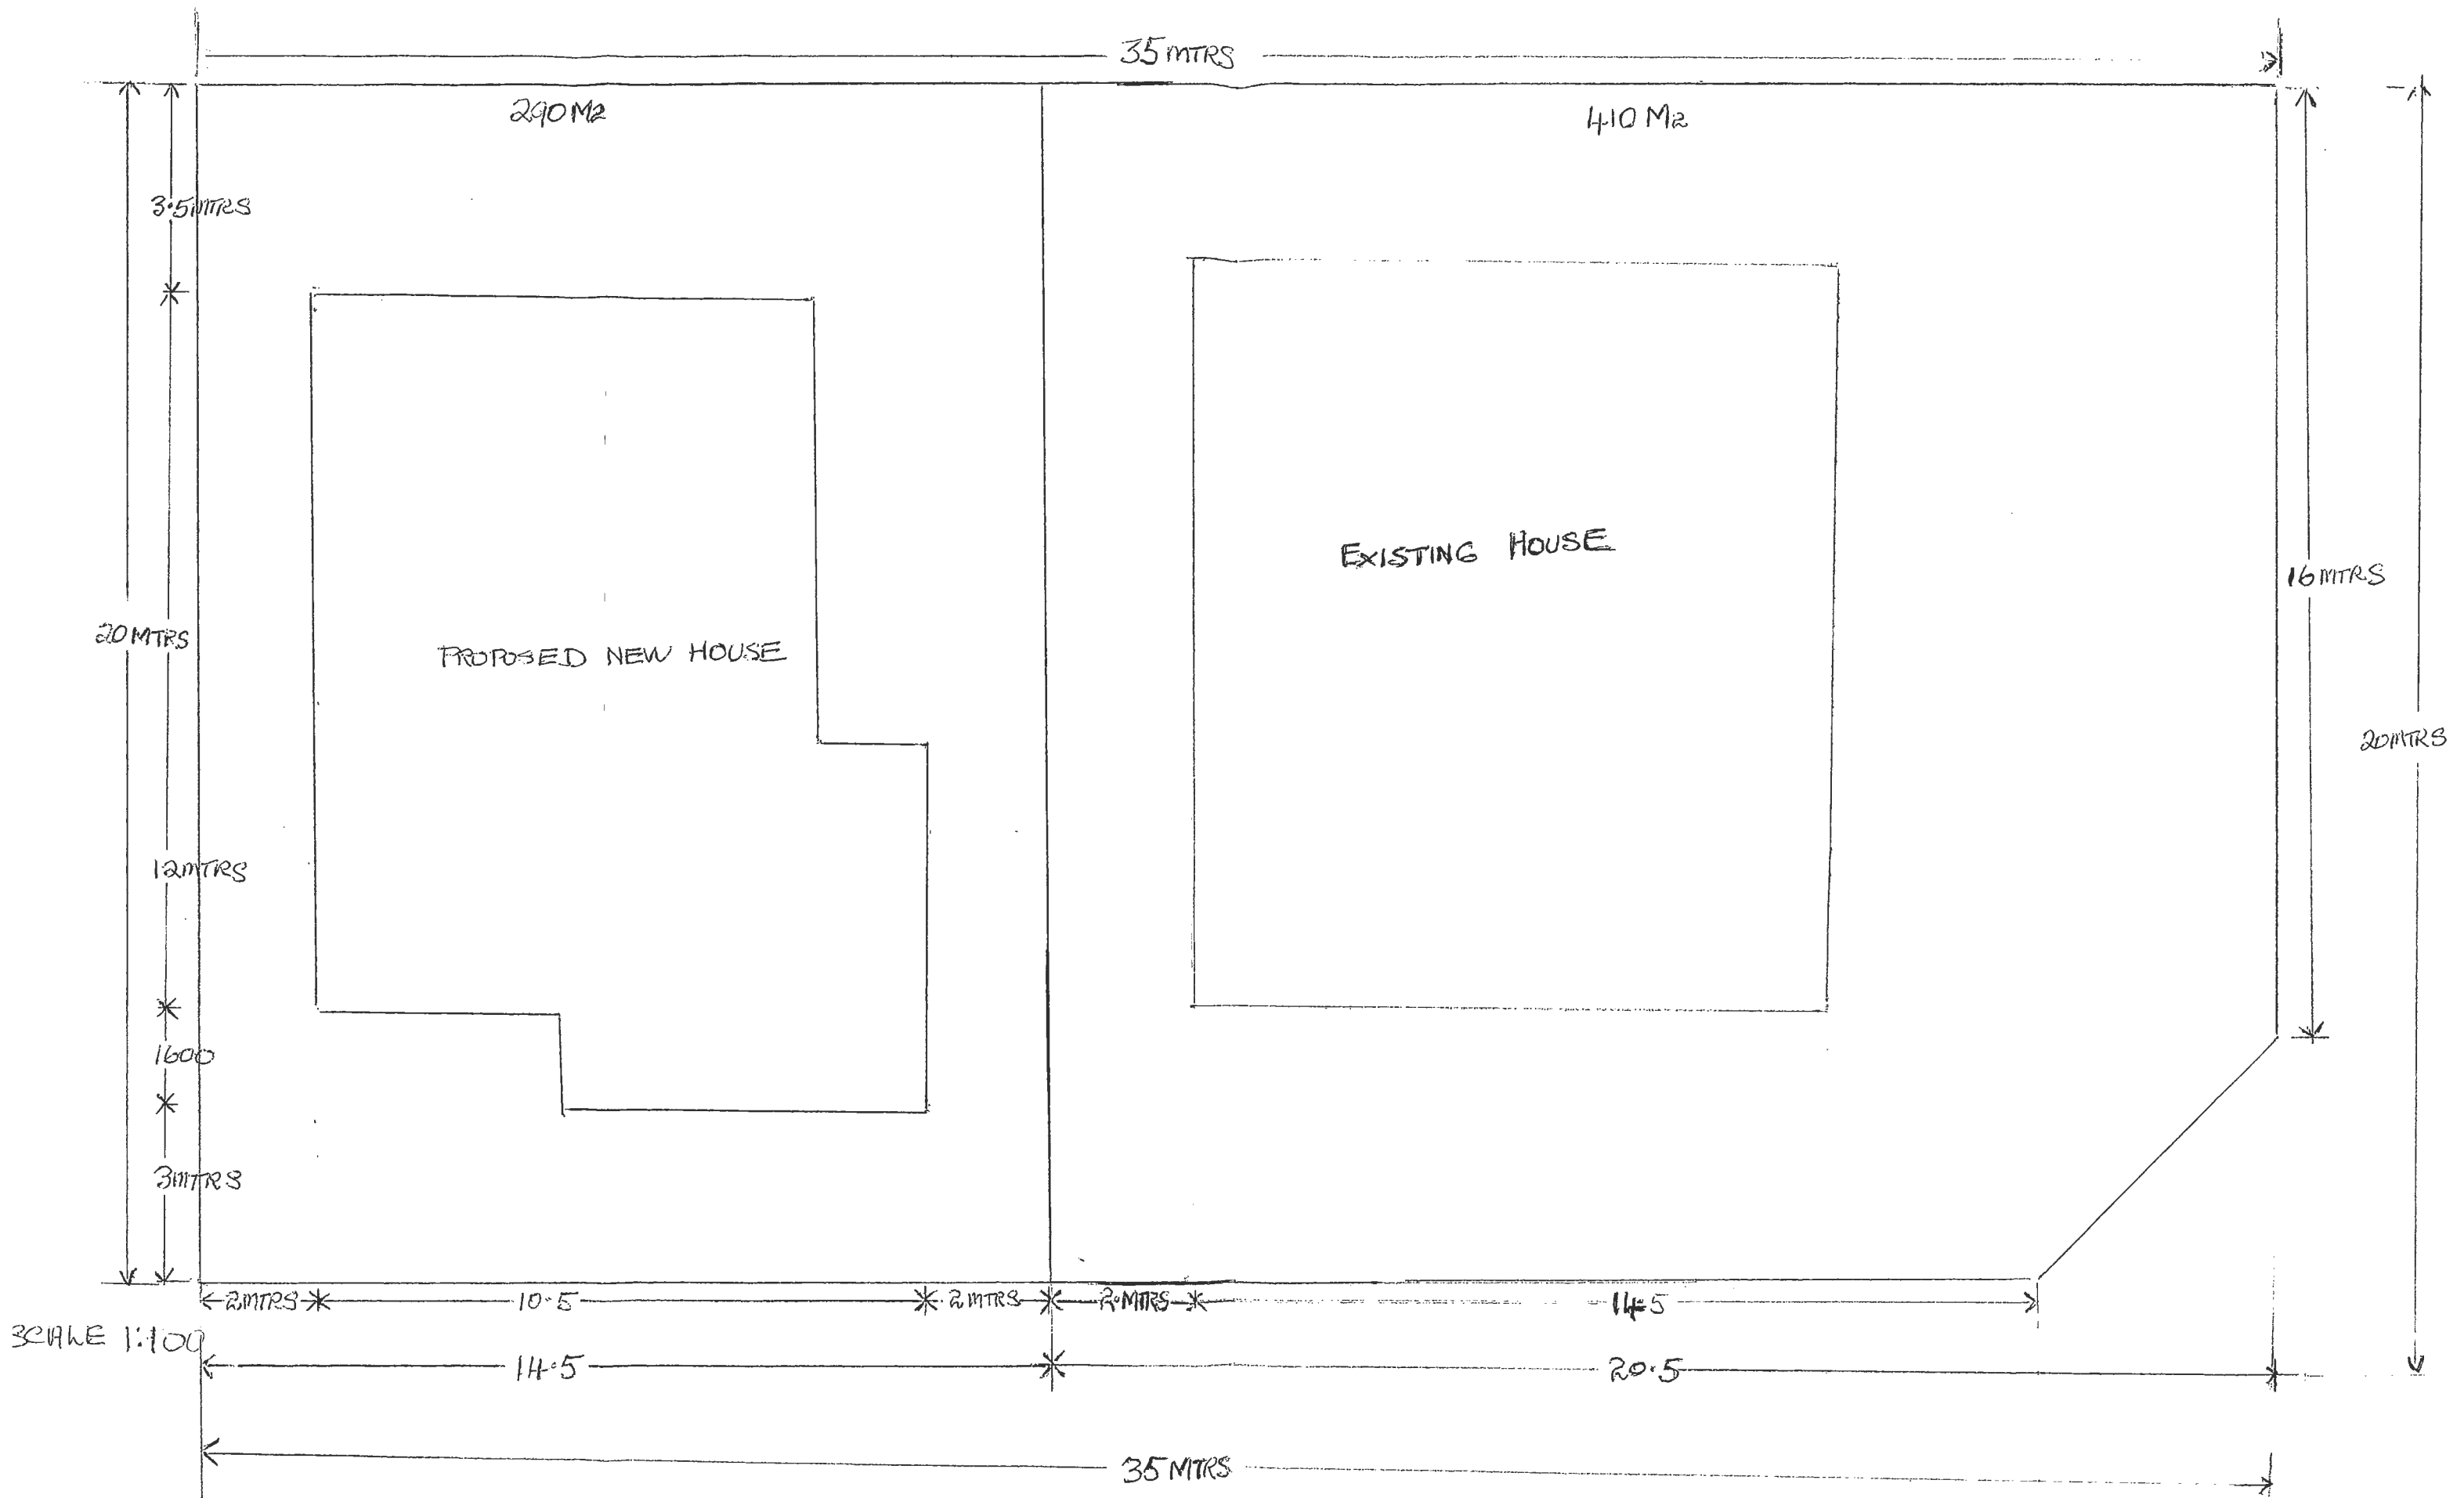 35 MTRS
290 M2
410 M2
3.5 MTRS
EXISTING HOUSE
16 MTRS
20 MTRS
PROPOSED NEW HOUSE
20 MTRS
12 MTRS
1600
3 MTRS
2 MTRS 10.5 2 MTRS 2 MTRS 14.5
SCALE 1:100
14.5 20.5
35 MTRS